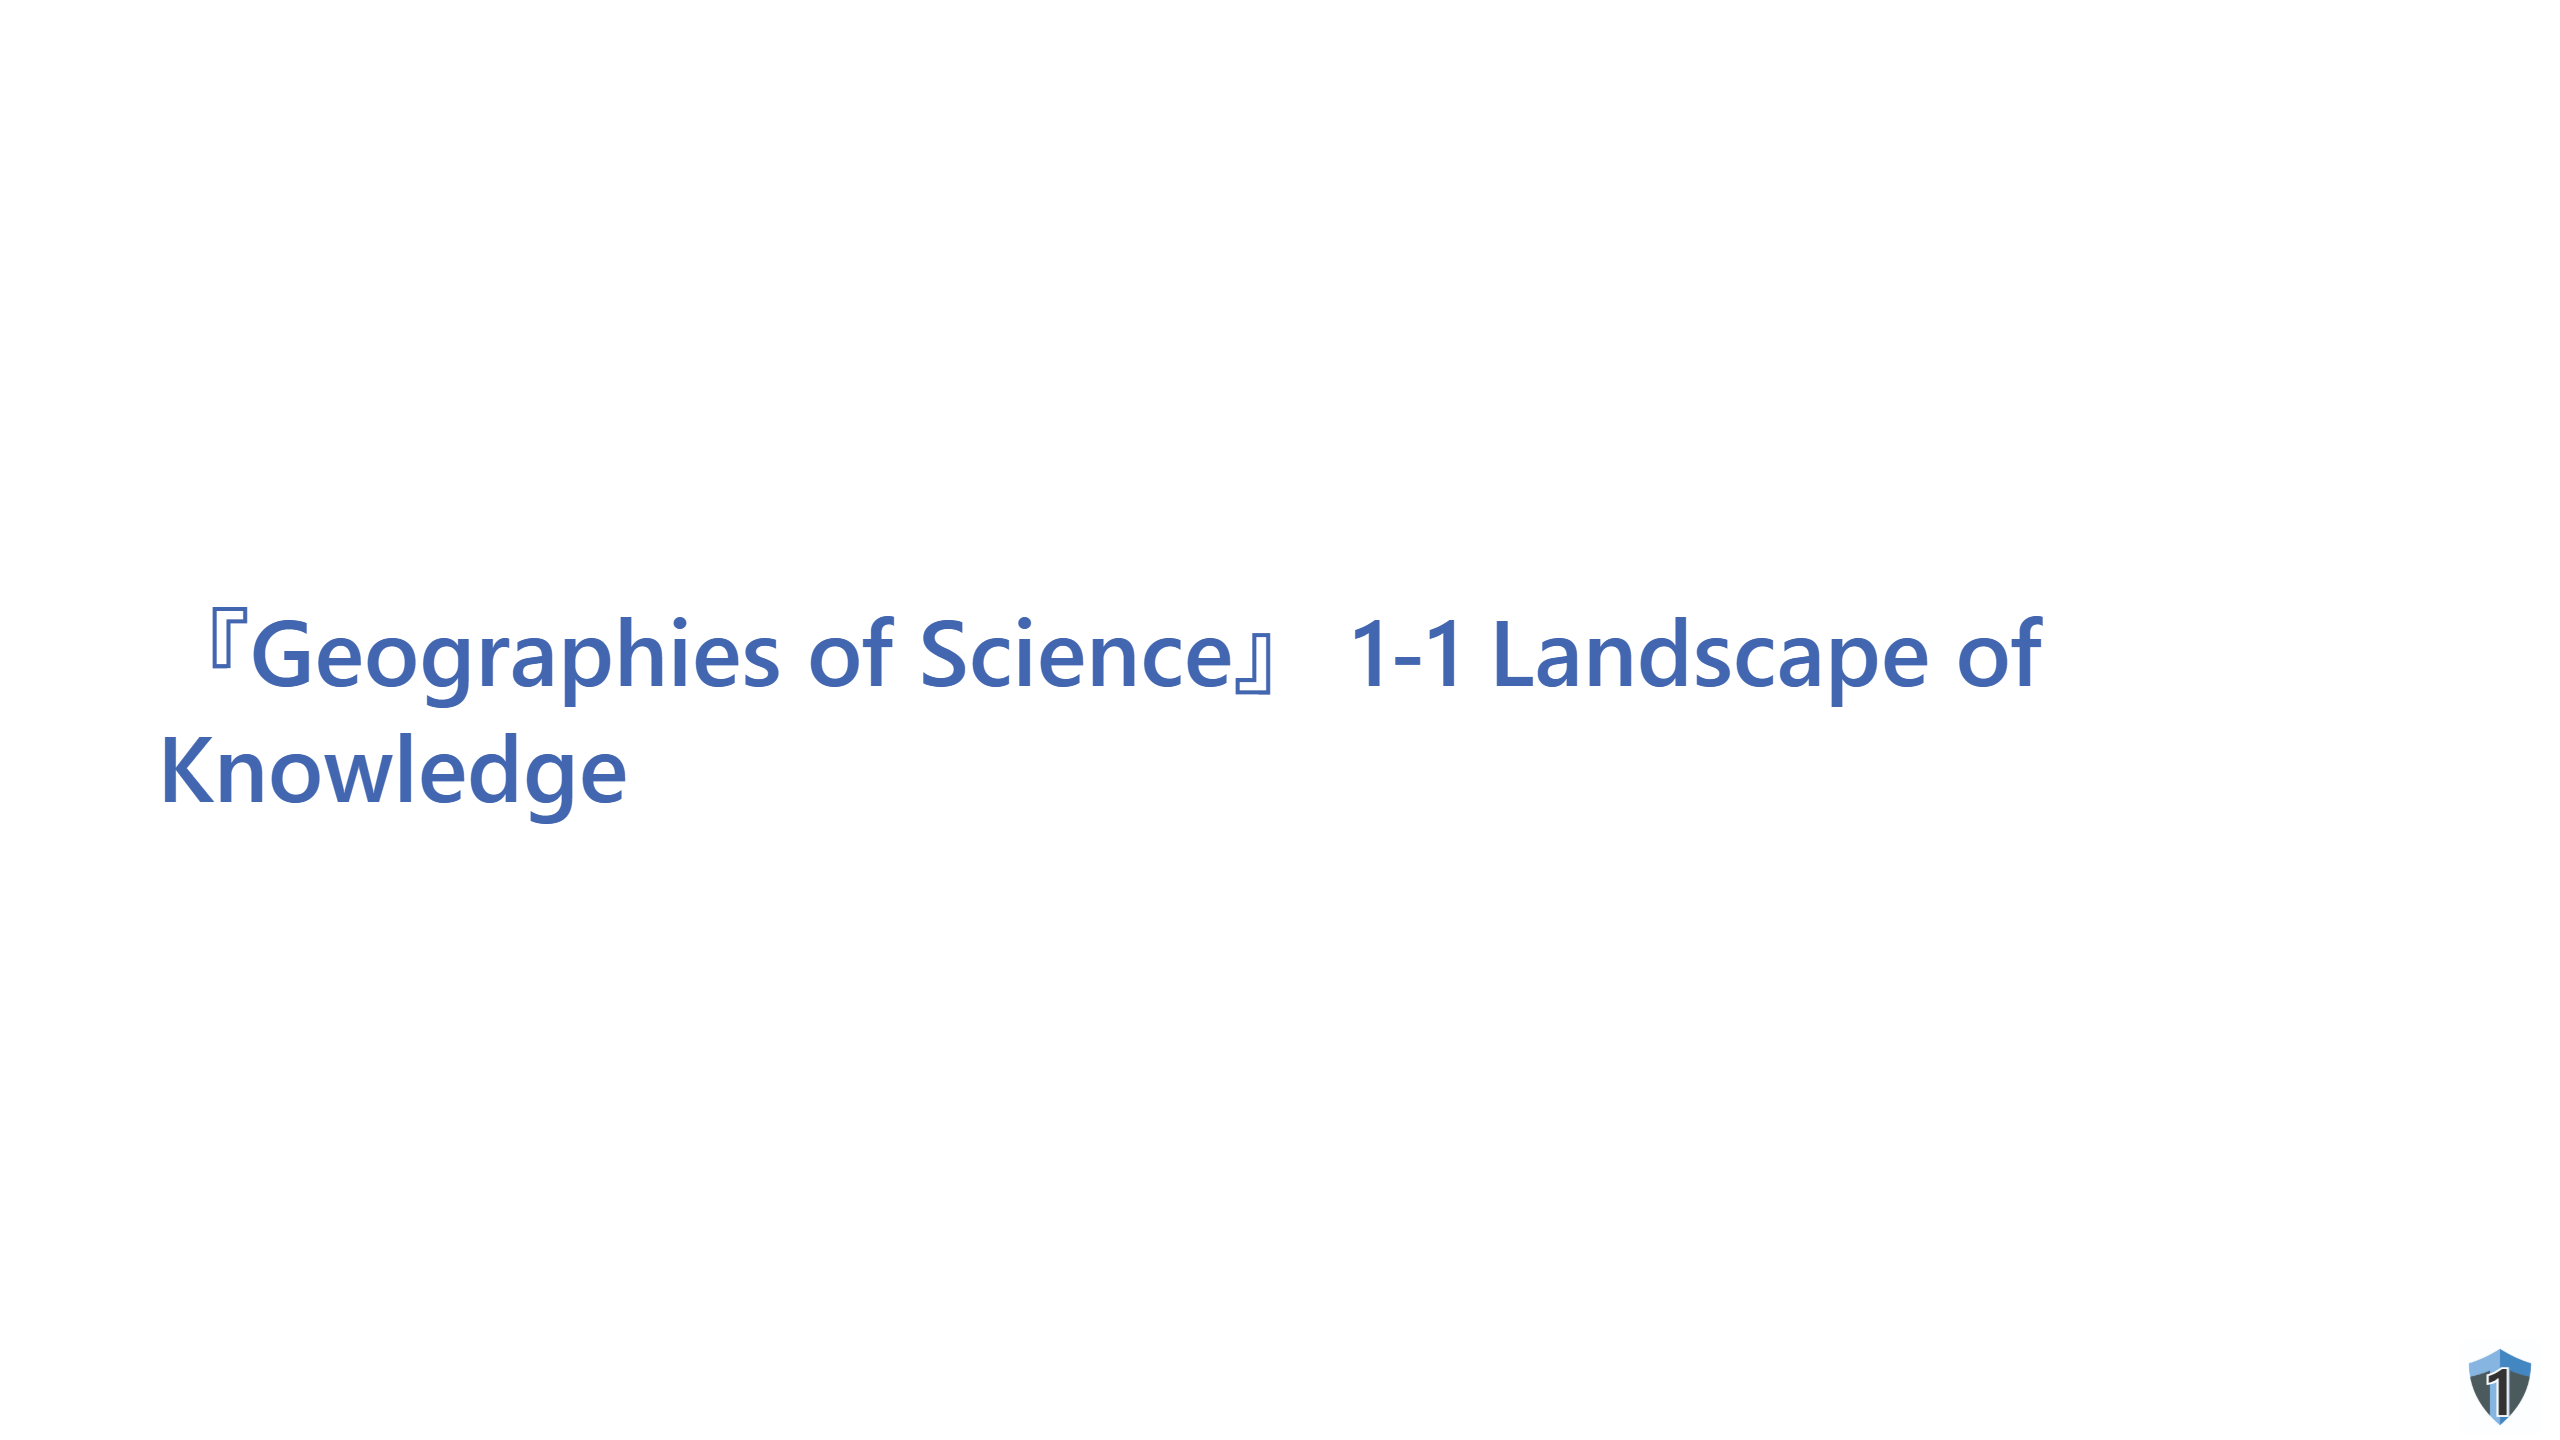 『Geographies of Science』 1-1 Landscape of
Knowledge
1